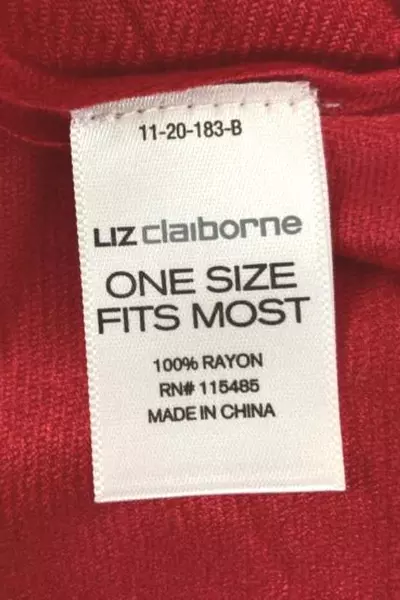 11-20-183-B
LIZ claiborne
ONE SIZE
FITS MOST
100% RAYON
RN# 115485
MADE IN CHINA